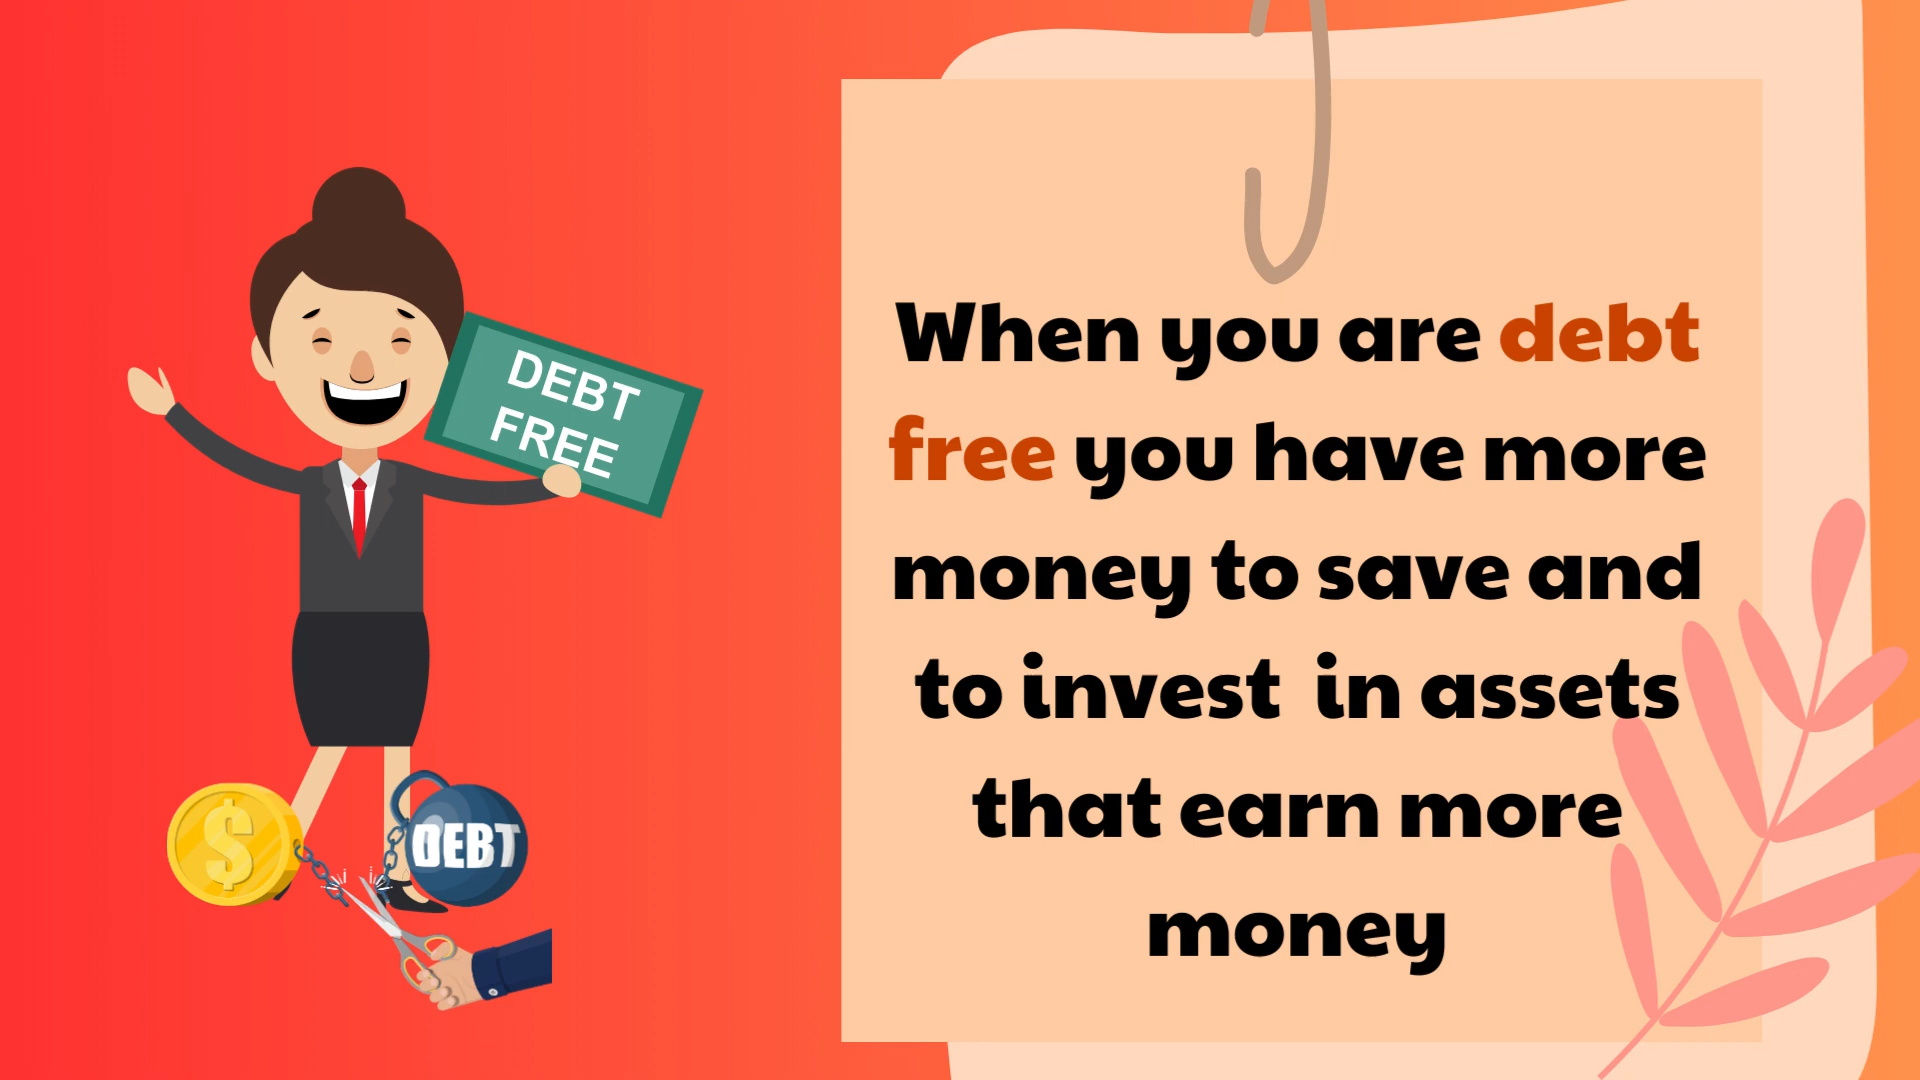 DEBT
FREE
$
DEBT
When you are debt
free you have more
money to save and
to invest  in assets
that earn more
money